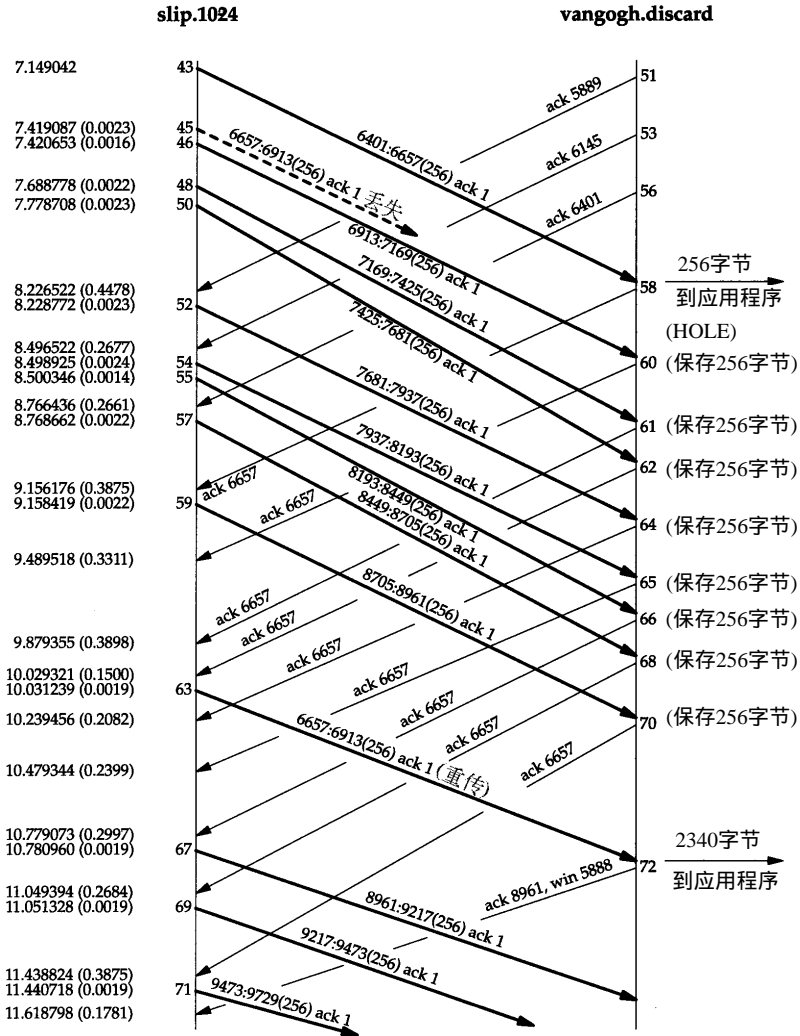 slip.1024 vangogh.discard
7.149042 43
51
ack 5889
7.419087 (0.0023) 45
7.420653 (0.0016) 46
53
ack 6145
6657:6913(256) ack 1 丢失
6401:6657(256) ack 1
7.688778 (0.0022) 48
7.778708 (0.0023) 50
56
ack 6401
6913:7169(256) ack 1
7169:7425(256) ack 1
7425:7681(256) ack 1
58
256字节
到应用程序
(HOLE)
8.226522 (0.4478)
8.228772 (0.0023) 52
8.496522 (0.2677)
8.498925 (0.0024) 54
8.500346 (0.0014) 55
60 (保存256字节)
7681:7937(256) ack 1
8.766436 (0.2661)
8.768662 (0.0022) 57
61 (保存256字节)
7937:8193(256) ack 1
62 (保存256字节)
8193:8449(256) ack 1
8449:8705(256) ack 1
9.156176 (0.3875)
9.158419 (0.0022) 59
ack 6657
ack 6657
64 (保存256字节)
9.489518 (0.3311)
65 (保存256字节)
8705:8961(256) ack 1
ack 6657
66 (保存256字节)
9.879355 (0.3898)
ack 6657
ack 6657
68 (保存256字节)
10.029321 (0.1500)
10.031239 (0.0019) 63
ack 6657
10.239456 (0.2082)
ack 6657
70 (保存256字节)
6657:6913(256) ack 1 (重传)
ack 6657
ack 6657
10.479344 (0.2399)
10.779073 (0.2997)
10.780960 (0.0019) 67
72
2340字节
到应用程序
ack 8961, win 5888
11.049394 (0.2684)
11.051328 (0.0019) 69
8961:9217(256) ack 1
9217:9473(256) ack 1
11.438824 (0.3875)
11.440718 (0.0019) 71
9473:9729(256) ack 1
11.618798 (0.1781)